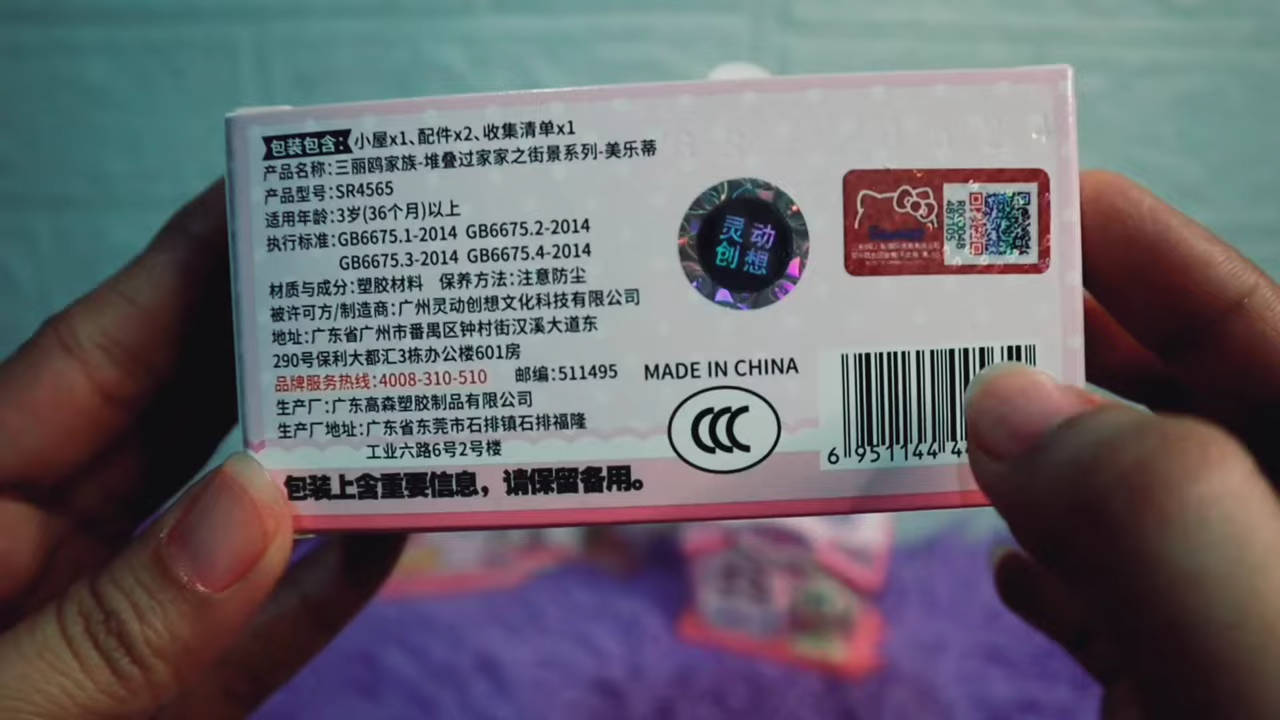 包装包含:小屋x1、配件x2、收集清单x1
产品名称:三丽鸥家族-堆叠过家家之街景系列-美乐蒂
产品型号:SR4565
适用年龄:3岁(36个月)以上
执行标准:GB6675.1-2014 GB6675.2-2014
GB6675.3-2014 GB6675.4-2014
材质与成分:塑胶材料 保养方法:注意防尘
被许可方/制造商:广州灵动创想文化科技有限公司
地址:广东省广州市番禺区钟村街汉溪大道东
290号保利大都汇3栋办公楼601房
品牌服务热线:4008-310-510 邮编:511495
生产厂:广东高森塑胶制品有限公司
生产厂地址:广东省东莞市石排镇石排福隆
工业六路6号2号楼
包装上含重要信息，请保留备用。
灵动
创想
MADE IN CHINA
CCC
6 951144 4